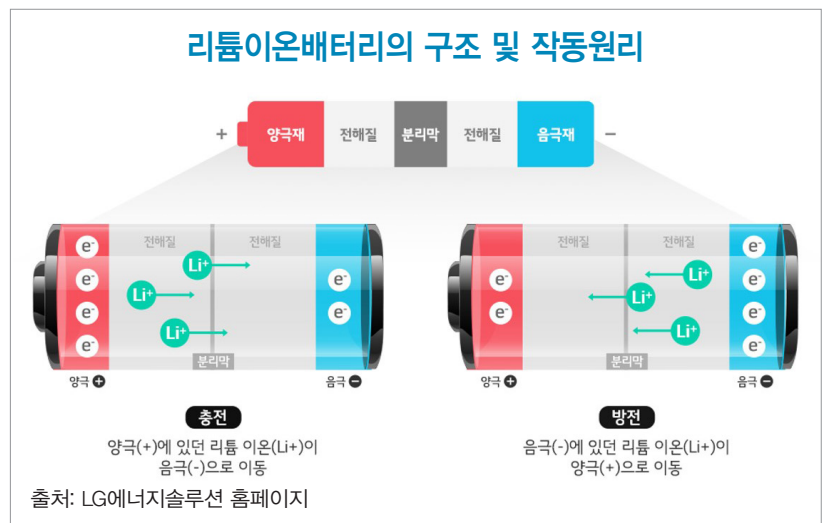 리튬이온배터리의 구조 및 작동원리
+ 양극재 전해질 분리막 전해질 음극재 −
전해질 전해질
e⁻ e⁻ e⁻ e⁻
Li⁺ Li⁺ Li⁺
e⁻ e⁻
분리막
양극 + 음극 −
충전
양극(+)에 있던 리튬 이온(Li+)이
음극(-)으로 이동
전해질 전해질
e⁻ e⁻
Li⁺ Li⁺ Li⁺
e⁻ e⁻ e⁻ e⁻
분리막
양극 + 음극 −
방전
음극(-)에 있던 리튬 이온(Li+)이
양극(+)으로 이동
출처: LG에너지솔루션 홈페이지